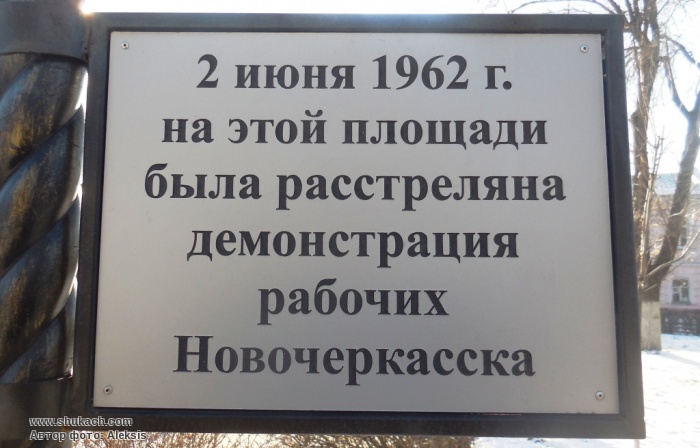 2 июня 1962 г.
на этой площади
была расстреляна
демонстрация
рабочих
Новочеркасска
www.shukach.com
Автор фото: Aleksis